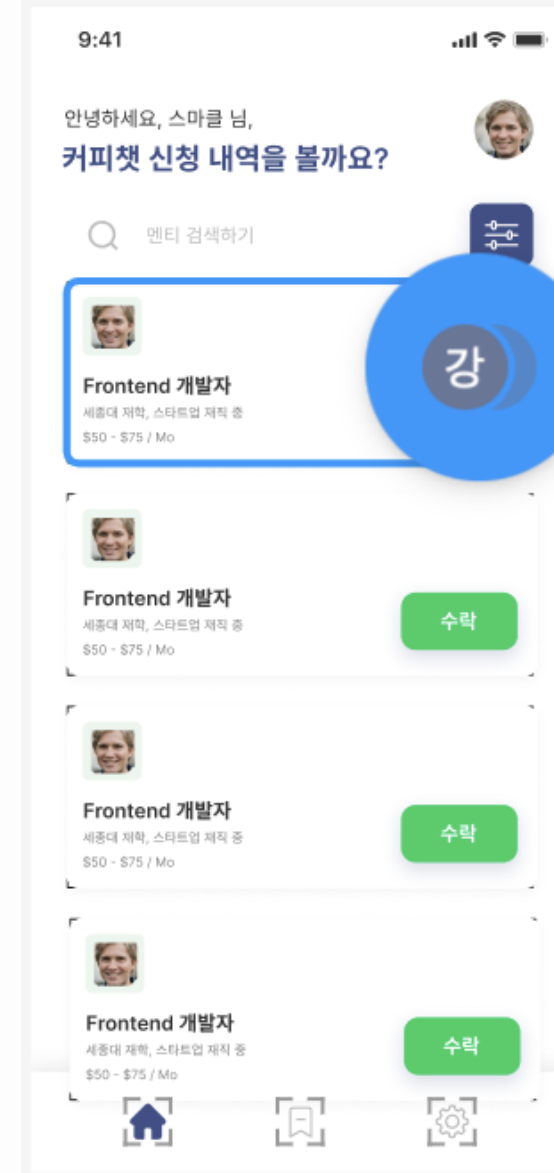 9:41
안녕하세요, 스마클 님,
커피챗 신청 내역을 볼까요?
멘티 검색하기
강
Frontend 개발자
세종대 재학, 스타트업 재직 중
$50 - $75 / Mo
Frontend 개발자
세종대 재학, 스타트업 재직 중
$50 - $75 / Mo
수락
Frontend 개발자
세종대 재학, 스타트업 재직 중
$50 - $75 / Mo
수락
Frontend 개발자
세종대 재학, 스타트업 재직 중
$50 - $75 / Mo
수락